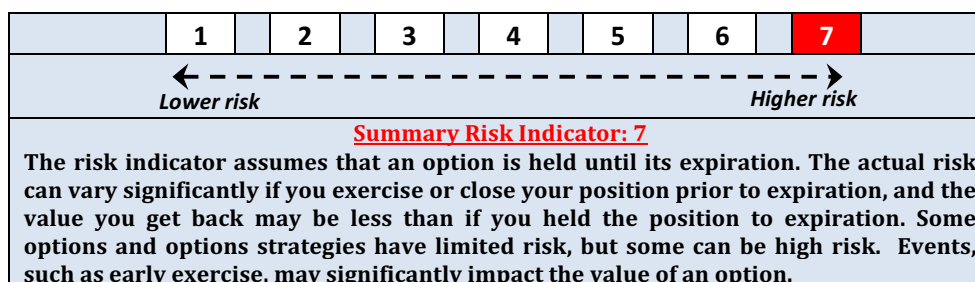 1 2 3 4 5 6 7
Lower risk Higher risk
Summary Risk Indicator: 7
The risk indicator assumes that an option is held until its expiration. The actual risk
can vary significantly if you exercise or close your position prior to expiration, and the
value you get back may be less than if you held the position to expiration. Some
options and options strategies have limited risk, but some can be high risk. Events,
such as early exercise, may significantly impact the value of an option.